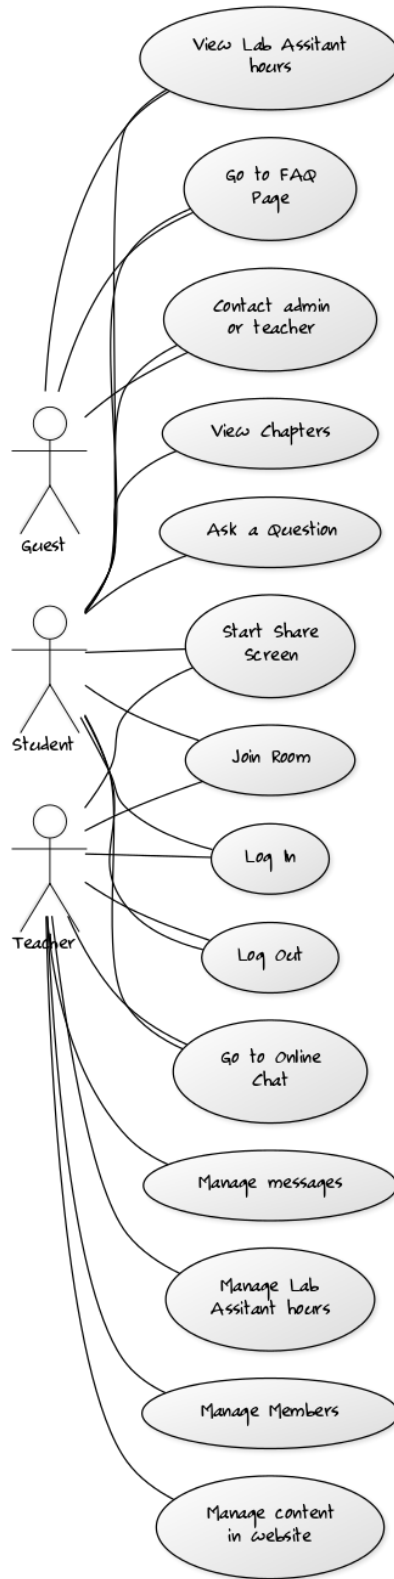 View Lab Assitant
hours
Go to FAQ
Page
Contact admin
or teacher
View Chapters
Guest
Ask a Question
Start Share
Screen
Student
Join Room
Log In
Teacher
Log Out
Go to Online
Chat
Manage messages
Manage Lab
Assitant hours
Manage Members
Manage content
in website